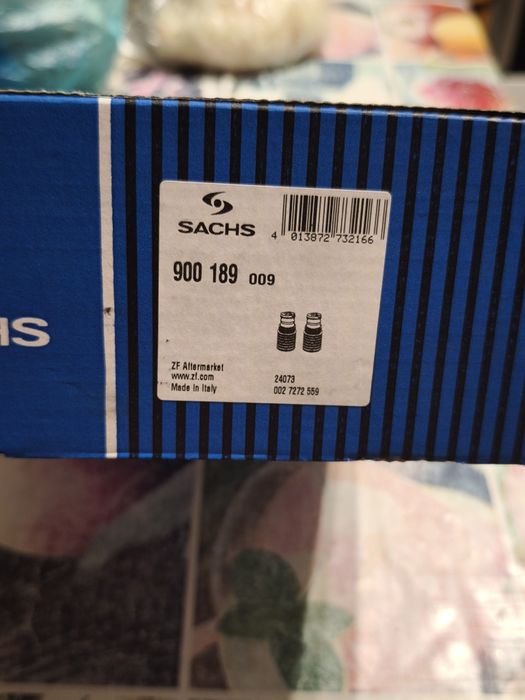 SACHS
4 013872 732166
900 189 009
ZF Aftermarket
www.zf.com
Made in Italy
24073
002 7272 559
HS